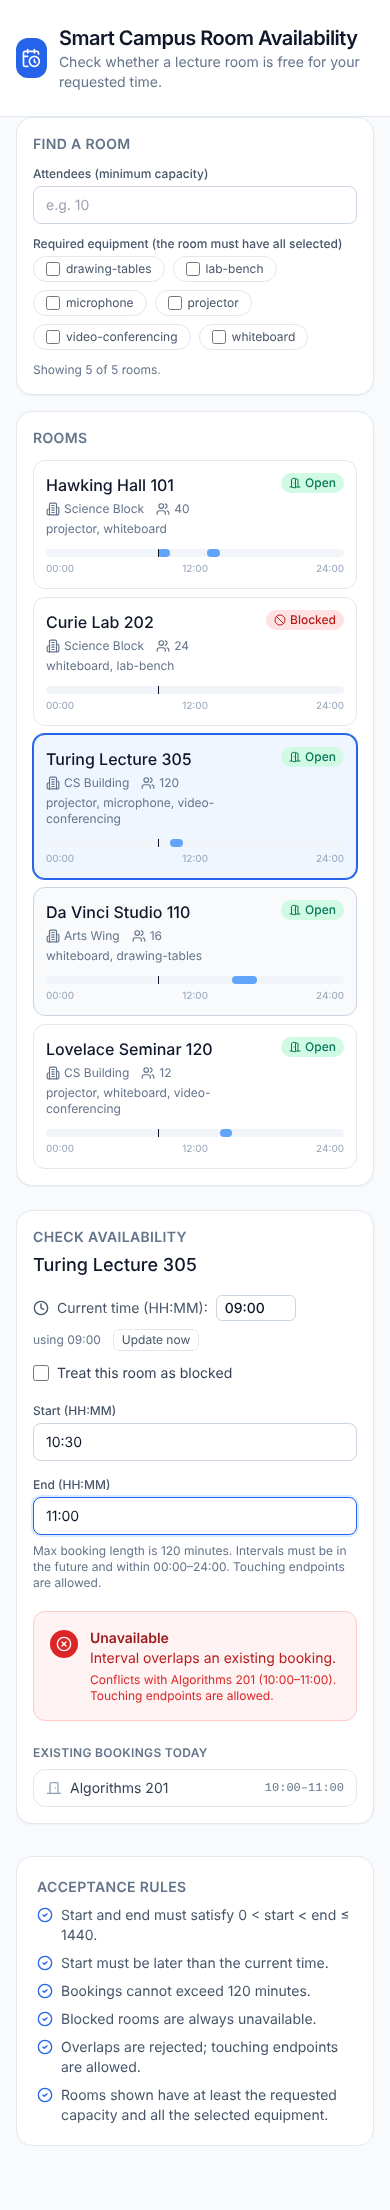 Smart Campus Room Availability
Check whether a lecture room is free for your
requested time.
FIND A ROOM
Attendees (minimum capacity)
e.g. 10
Required equipment (the room must have all selected)
drawing-tables
lab-bench
microphone
projector
video-conferencing
whiteboard
Showing 5 of 5 rooms.
ROOMS
Hawking Hall 101
Open
Science Block 40
projector, whiteboard
00:00 12:00 24:00
Curie Lab 202
Blocked
Science Block 24
whiteboard, lab-bench
00:00 12:00 24:00
Turing Lecture 305
Open
CS Building 120
projector, microphone, video-
conferencing
00:00 12:00 24:00
Da Vinci Studio 110
Open
Arts Wing 16
whiteboard, drawing-tables
00:00 12:00 24:00
Lovelace Seminar 120
Open
CS Building 12
projector, whiteboard, video-
conferencing
00:00 12:00 24:00
CHECK AVAILABILITY
Turing Lecture 305
Current time (HH:MM): 09:00
using 09:00 Update now
Treat this room as blocked
Start (HH:MM)
10:30
End (HH:MM)
11:00
Max booking length is 120 minutes. Intervals must be in
the future and within 00:00–24:00. Touching endpoints
are allowed.
Unavailable
Interval overlaps an existing booking.
Conflicts with Algorithms 201 (10:00–11:00).
Touching endpoints are allowed.
EXISTING BOOKINGS TODAY
Algorithms 201 10:00–11:00
ACCEPTANCE RULES
Start and end must satisfy 0 < start < end ≤
1440.
Start must be later than the current time.
Bookings cannot exceed 120 minutes.
Blocked rooms are always unavailable.
Overlaps are rejected; touching endpoints
are allowed.
Rooms shown have at least the requested
capacity and all the selected equipment.